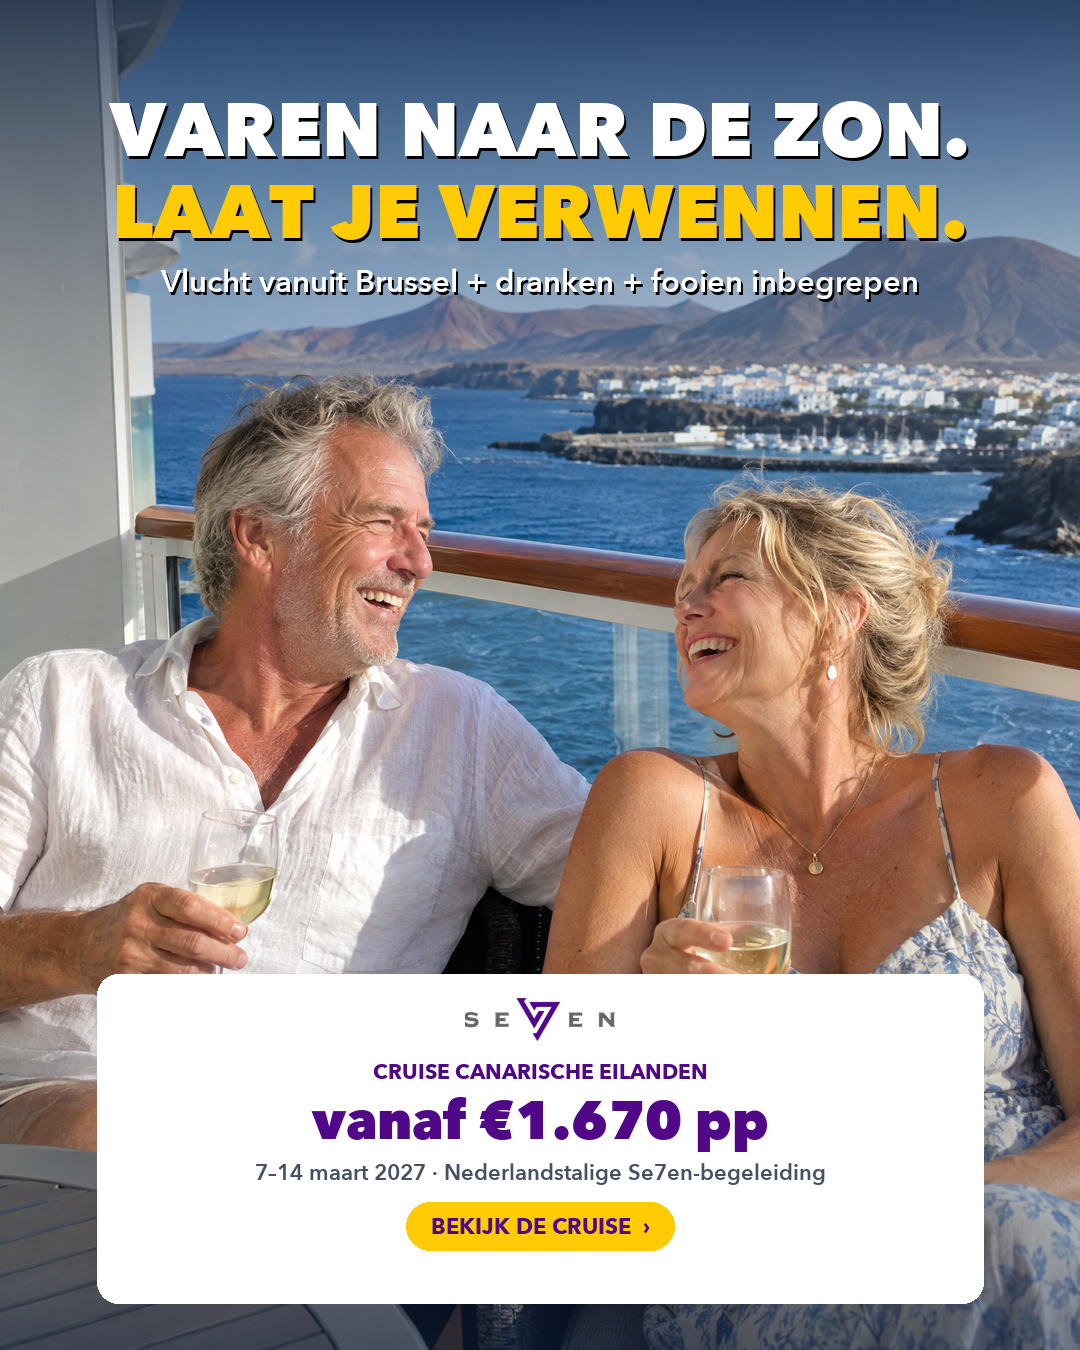 VAREN NAAR DE ZON.
LAAT JE VERWENNEN.
Vlucht vanuit Brussel + dranken + fooien inbegrepen
SE7EN
CRUISE CANARISCHE EILANDEN
vanaf €1.670 pp
7–14 maart 2027 · Nederlandstalige Se7en-begeleiding
BEKIJK DE CRUISE ›